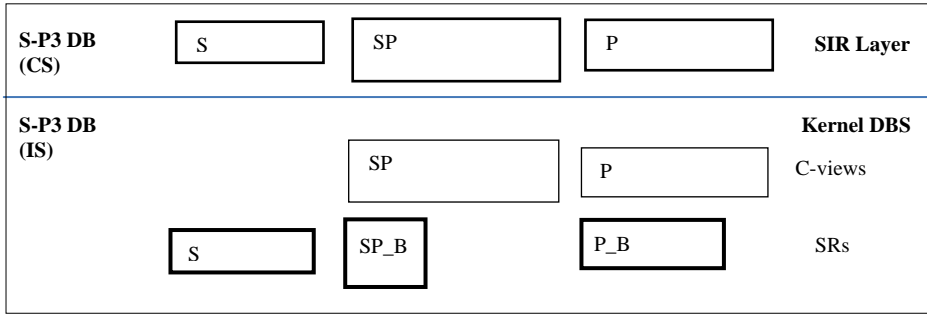 S-P3 DB
(CS)
S
SP
P
SIR Layer
S-P3 DB
(IS)
Kernel DBS
SP
P
C-views
S
SP_B
P_B
SRs